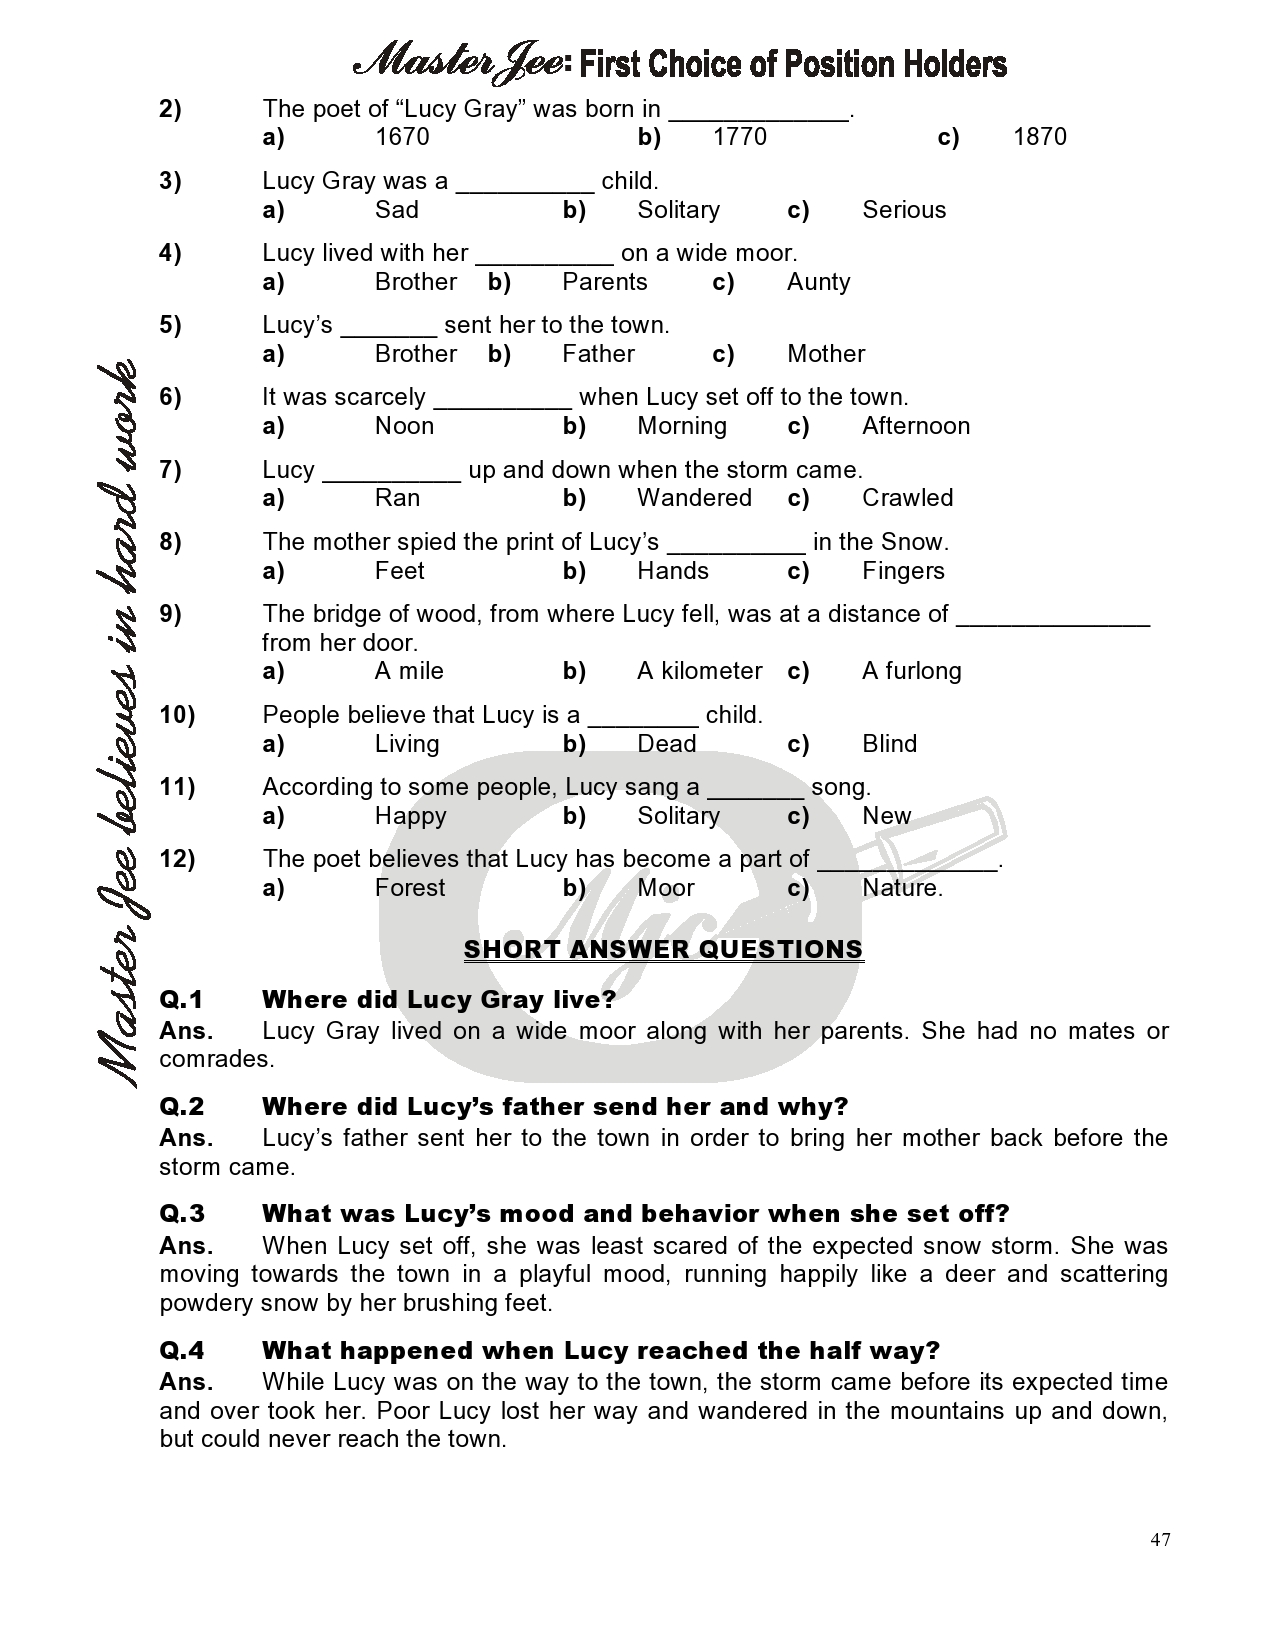 Master Jee: First Choice of Position Holders
2) The poet of “Lucy Gray” was born in _____________.
a) 1670 b) 1770 c) 1870
3) Lucy Gray was a __________ child.
a) Sad b) Solitary c) Serious
4) Lucy lived with her __________ on a wide moor.
a) Brother b) Parents c) Aunty
5) Lucy’s _______ sent her to the town.
a) Brother b) Father c) Mother
6) It was scarcely __________ when Lucy set off to the town.
a) Noon b) Morning c) Afternoon
7) Lucy __________ up and down when the storm came.
a) Ran b) Wandered c) Crawled
8) The mother spied the print of Lucy’s __________ in the Snow.
a) Feet b) Hands c) Fingers
9) The bridge of wood, from where Lucy fell, was at a distance of ______________
from her door.
a) A mile b) A kilometer c) A furlong
10) People believe that Lucy is a ________ child.
a) Living b) Dead c) Blind
11) According to some people, Lucy sang a _______ song.
a) Happy b) Solitary c) New
12) The poet believes that Lucy has become a part of _____________.
a) Forest b) Moor c) Nature.
Mjc
SHORT ANSWER QUESTIONS
Q.1 Where did Lucy Gray live?
Ans. Lucy Gray lived on a wide moor along with her parents. She had no mates or
comrades.
Q.2 Where did Lucy’s father send her and why?
Ans. Lucy’s father sent her to the town in order to bring her mother back before the
storm came.
Q.3 What was Lucy’s mood and behavior when she set off?
Ans. When Lucy set off, she was least scared of the expected snow storm. She was
moving towards the town in a playful mood, running happily like a deer and scattering
powdery snow by her brushing feet.
Q.4 What happened when Lucy reached the half way?
Ans. While Lucy was on the way to the town, the storm came before its expected time
and over took her. Poor Lucy lost her way and wandered in the mountains up and down,
but could never reach the town.
Master Jee believes in hard work
47